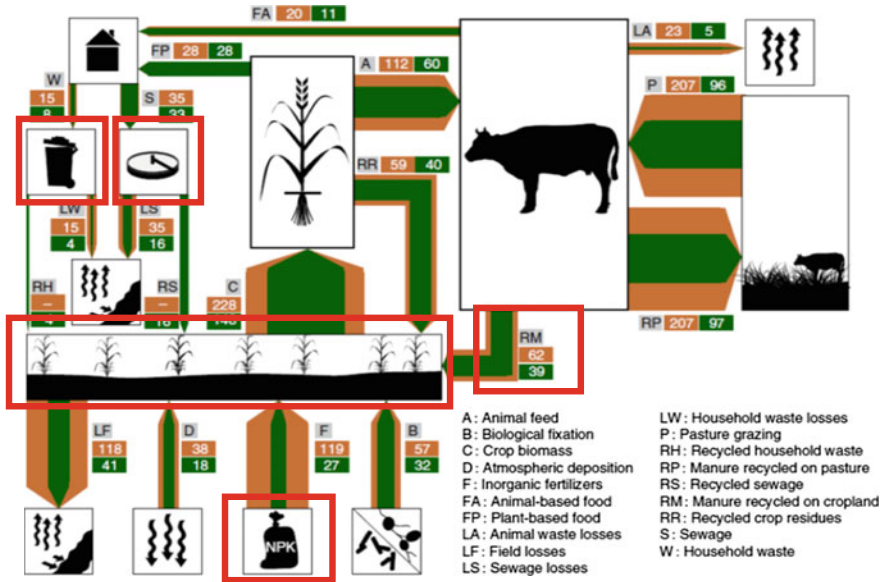 FA 20 11
LA 23 5
FP 28 28
A 112 60
W
15
8
S 35
33
P 207 96
RR 59 40
LW
15
4
LS
35
16
RH
–
4
RS
–
16
C
228
RP 207 97
RM
62
39
LF
118
41
D
38
18
F
119
27
B
57
32
NPK
A: Animal feed
B: Biological fixation
C: Crop biomass
D: Atmospheric deposition
F: Inorganic fertilizers
FA: Animal-based food
FP: Plant-based food
LA: Animal waste losses
LF: Field losses
LS: Sewage losses
LW: Household waste losses
P: Pasture grazing
RH: Recycled household waste
RP: Manure recycled on pasture
RS: Recycled sewage
RM: Manure recycled on cropland
RR: Recycled crop residues
S: Sewage
W: Household waste